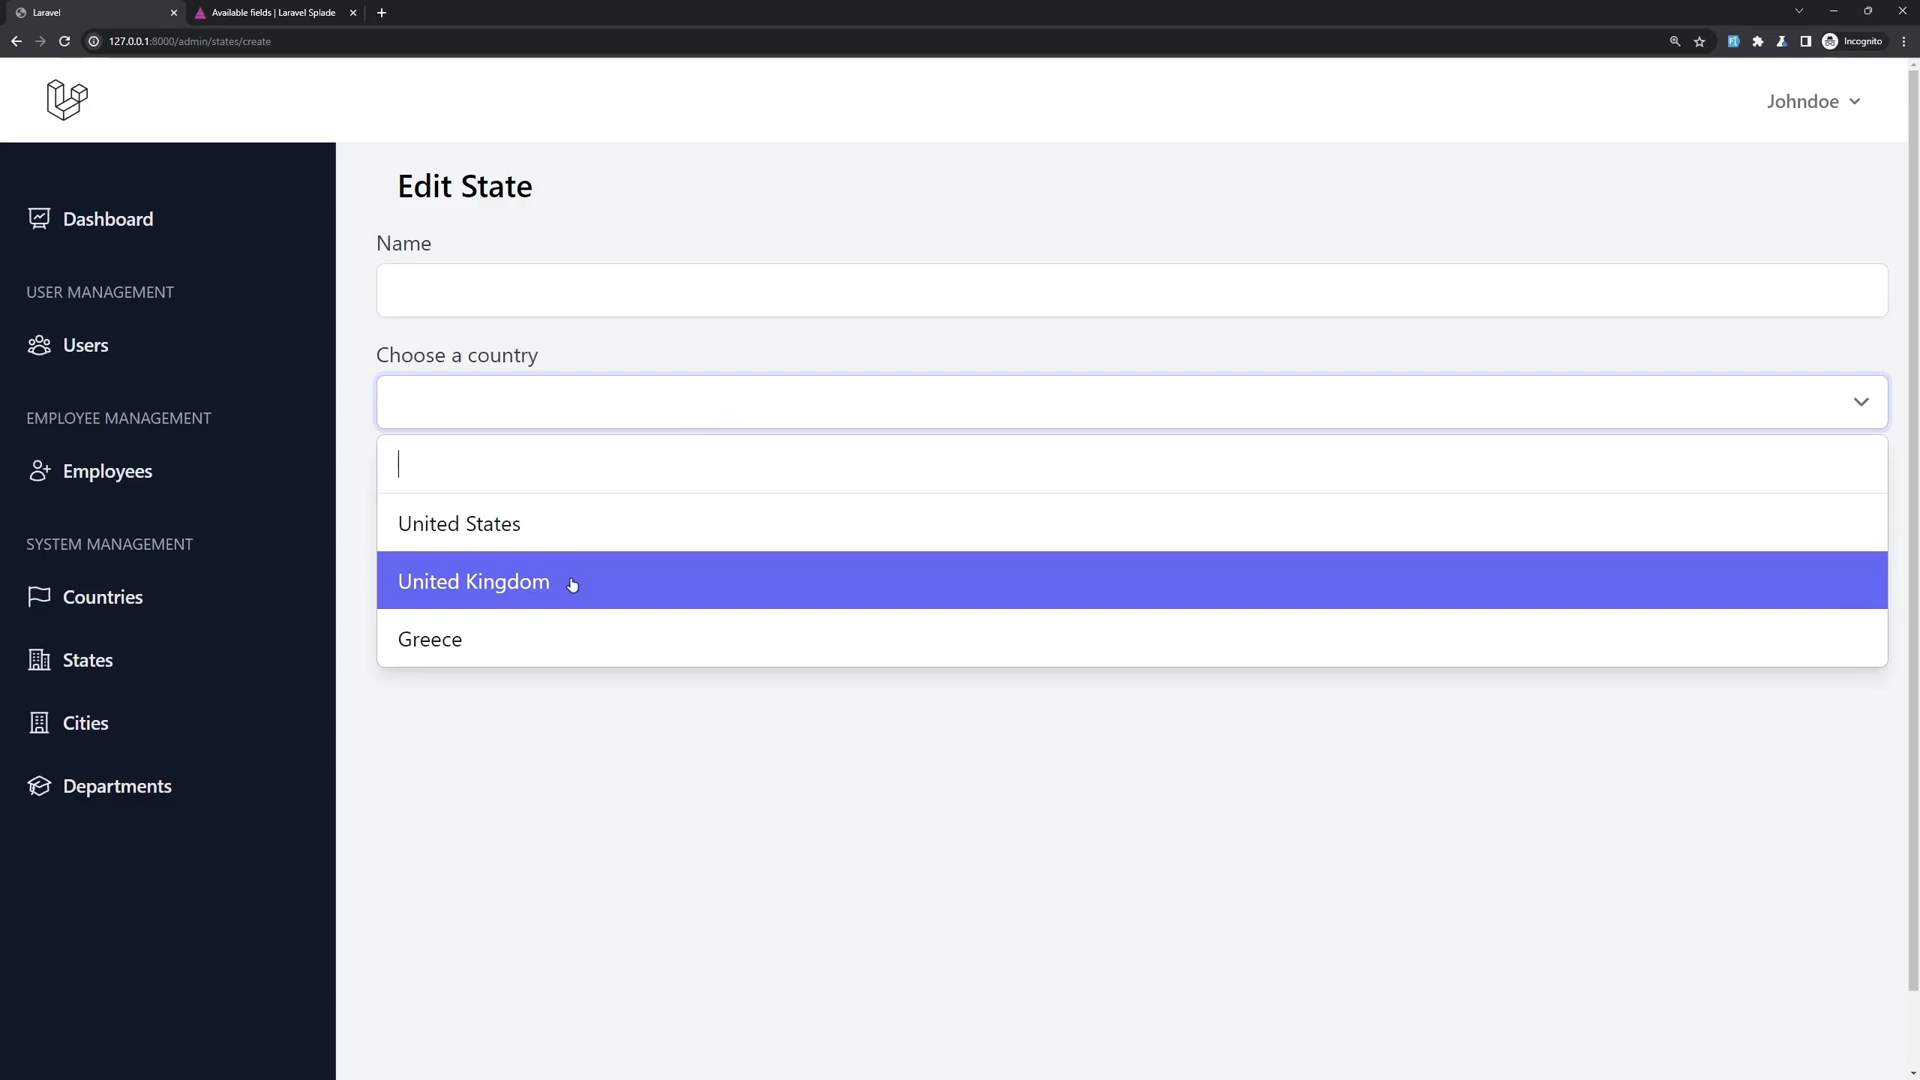 Laravel
Available fields | Laravel Splade
127.0.0.1:8000/admin/states/create
Incognito
Johndoe
Dashboard
USER MANAGEMENT
Users
EMPLOYEE MANAGEMENT
Employees
SYSTEM MANAGEMENT
Countries
States
Cities
Departments
Edit State
Name
Choose a country
United States
United Kingdom
Greece